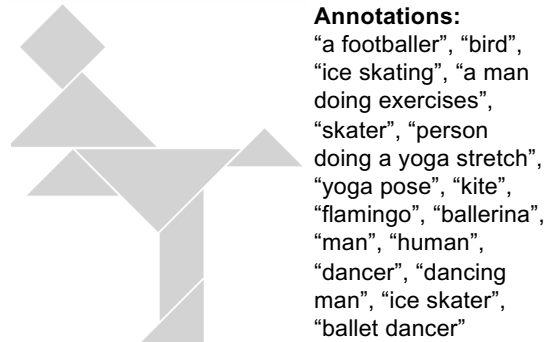 Annotations:
“a footballer”, “bird”,
“ice skating”, “a man
doing exercises”,
“skater”, “person
doing a yoga stretch”,
“yoga pose”, “kite”,
“flamingo”, “ballerina”,
“man”, “human”,
“dancer”, “dancing
man”, “ice skater”,
“ballet dancer”